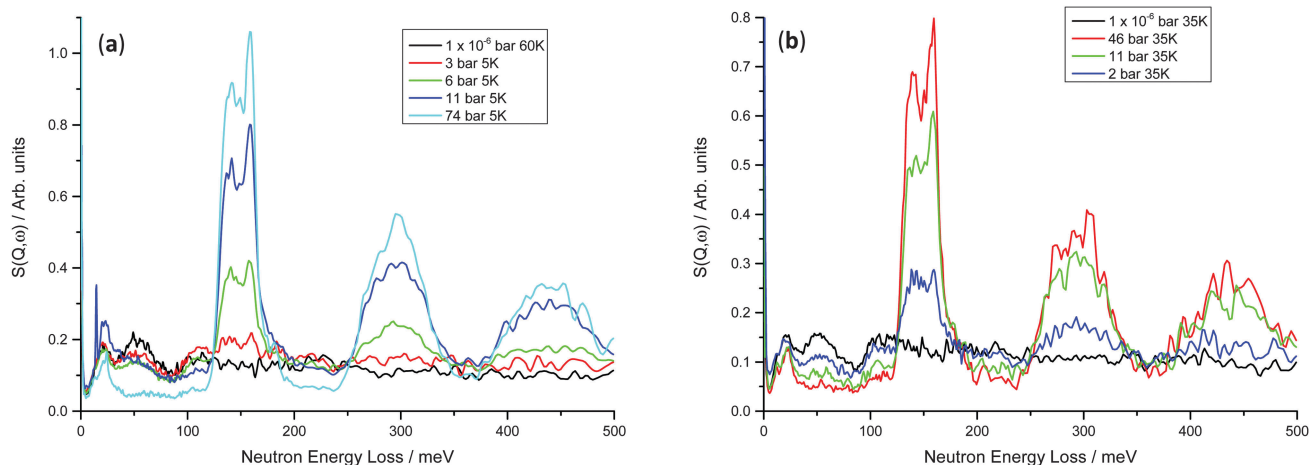 (a)
1 x 10⁻⁶ bar 60K
3 bar 5K
6 bar 5K
11 bar 5K
74 bar 5K
S(Q,ω) / Arb. units
1.0
0.8
0.6
0.4
0.2
0.0
0 100 200 300 400 500
Neutron Energy Loss / meV
(b)
1 x 10⁻⁶ bar 35K
46 bar 35K
11 bar 35K
2 bar 35K
S(Q,ω) / Arb. units
0.8
0.7
0.6
0.5
0.4
0.3
0.2
0.1
0.0
0 100 200 300 400 500
Neutron Energy Loss / meV